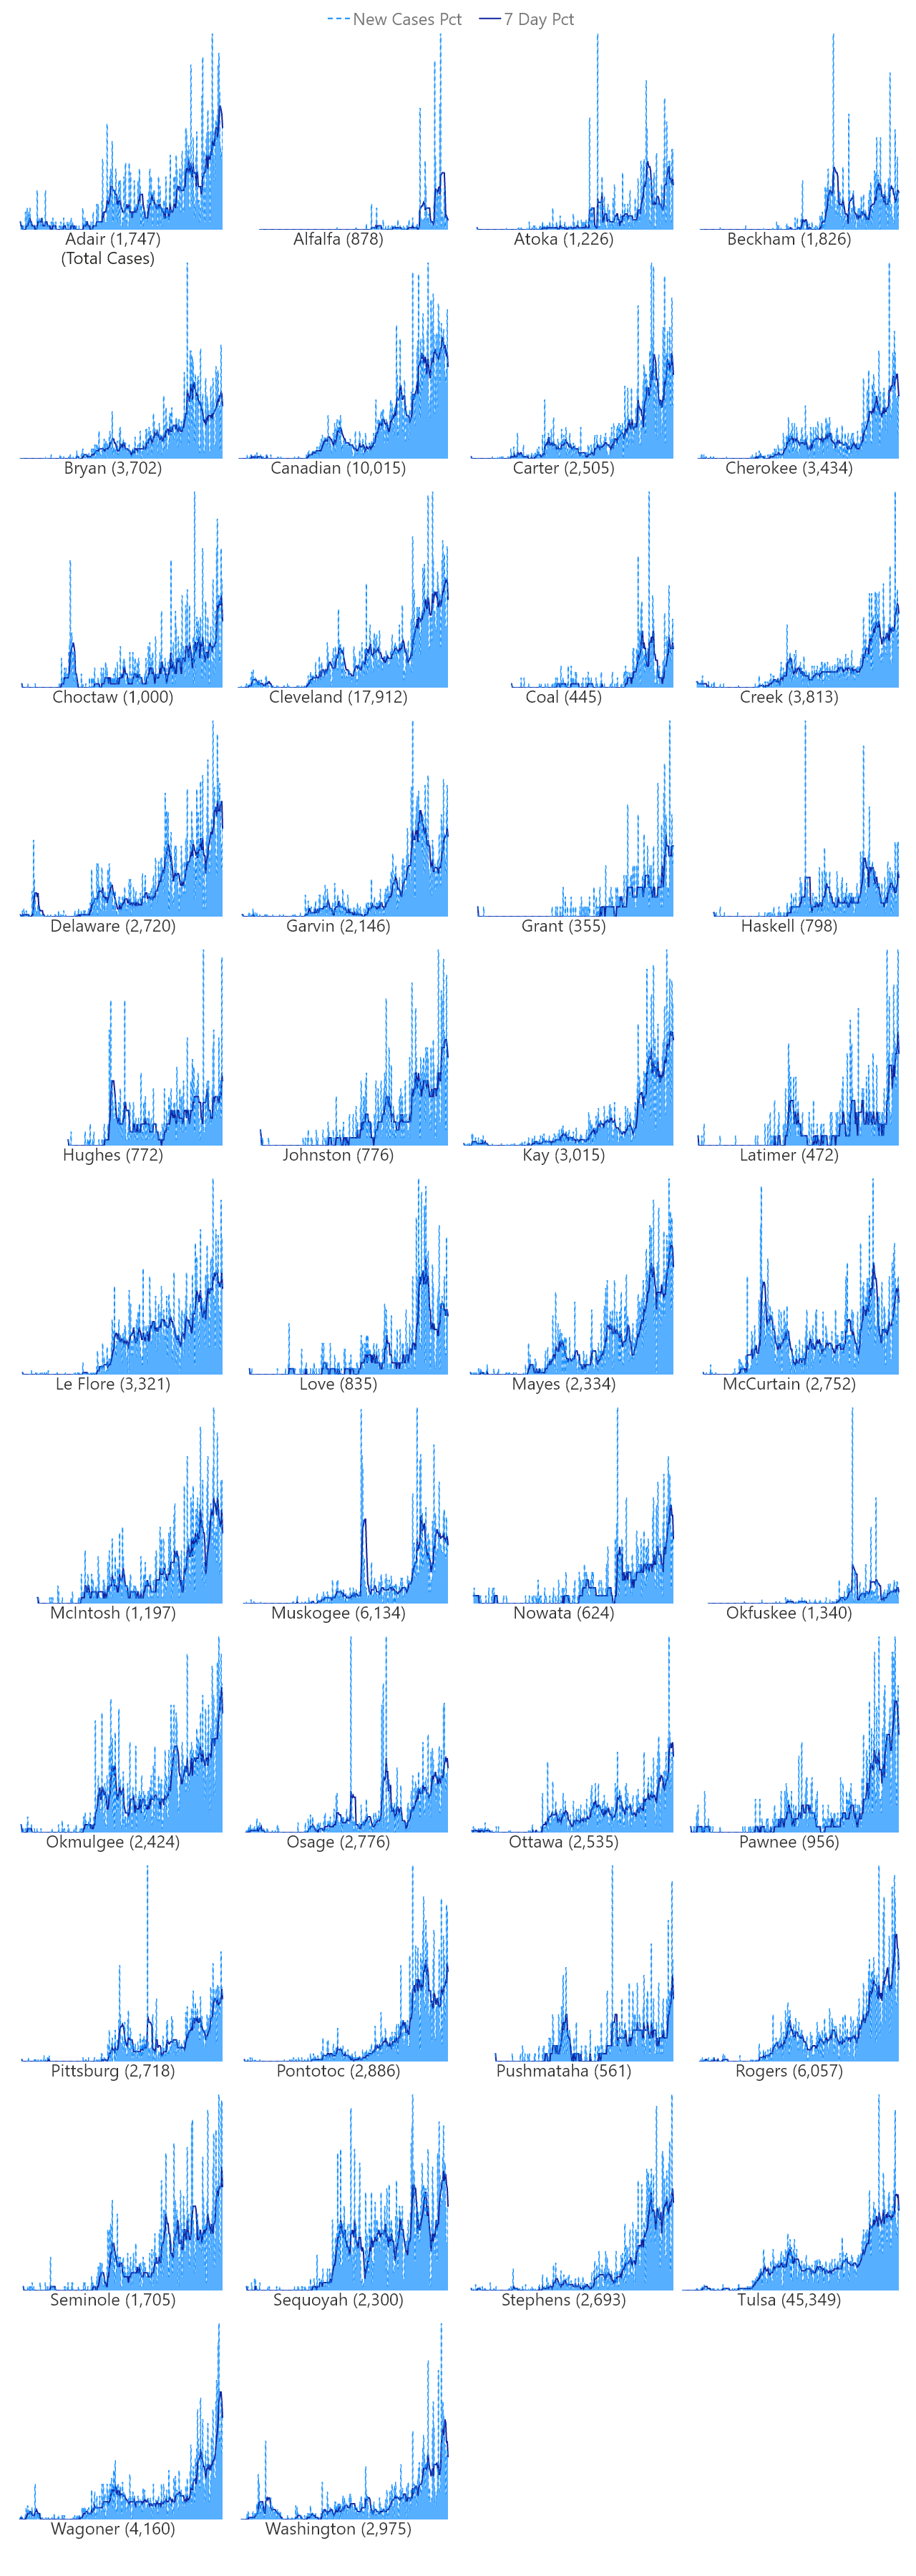 New Cases Pct 7 Day Pct
Adair (1,747) Alfalfa (878) Atoka (1,226) Beckham (1,826)
(Total Cases)
Bryan (3,702) Canadian (10,015) Carter (2,505) Cherokee (3,434)
Choctaw (1,000) Cleveland (17,912) Coal (445) Creek (3,813)
Delaware (2,720) Garvin (2,146) Grant (355) Haskell (798)
Hughes (772) Johnston (776) Kay (3,015) Latimer (472)
Le Flore (3,321) Love (835) Mayes (2,334) McCurtain (2,752)
McIntosh (1,197) Muskogee (6,134) Nowata (624) Okfuskee (1,340)
Okmulgee (2,424) Osage (2,776) Ottawa (2,535) Pawnee (956)
Pittsburg (2,718) Pontotoc (2,886) Pushmataha (561) Rogers (6,057)
Seminole (1,705) Sequoyah (2,300) Stephens (2,693) Tulsa (45,349)
Wagoner (4,160) Washington (2,975)